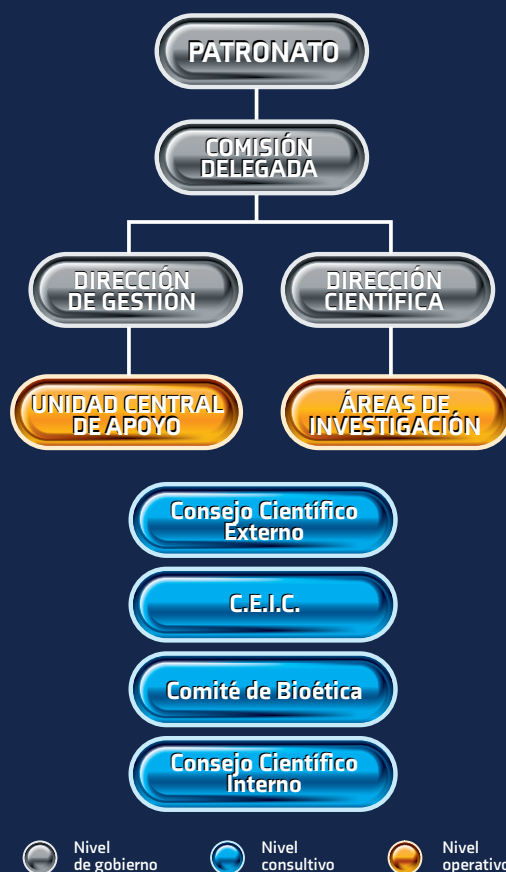 PATRONATO
COMISIÓN
DELEGADA
DIRECCIÓN
DE GESTIÓN
DIRECCIÓN
CIENTÍFICA
UNIDAD CENTRAL
DE APOYO
ÁREAS DE
INVESTIGACIÓN
Consejo Científico
Externo
C.E.I.C.
Comité de Bioética
Consejo Científico
Interno
Nivel
de gobierno
Nivel
consultivo
Nivel
operativo